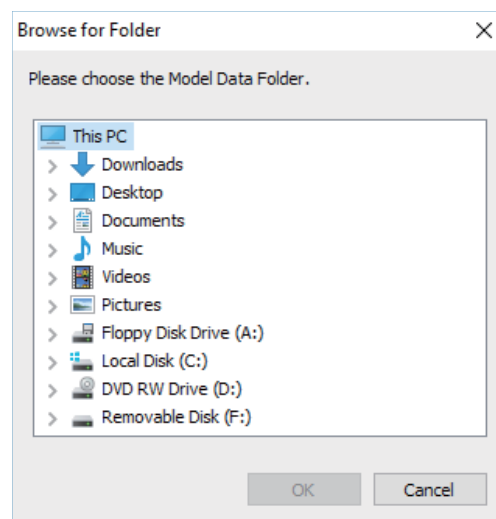 Browse for Folder
Please choose the Model Data Folder.
This PC
Downloads
Desktop
Documents
Music
Videos
Pictures
Floppy Disk Drive (A:)
Local Disk (C:)
DVD RW Drive (D:)
Removable Disk (F:)
OK Cancel